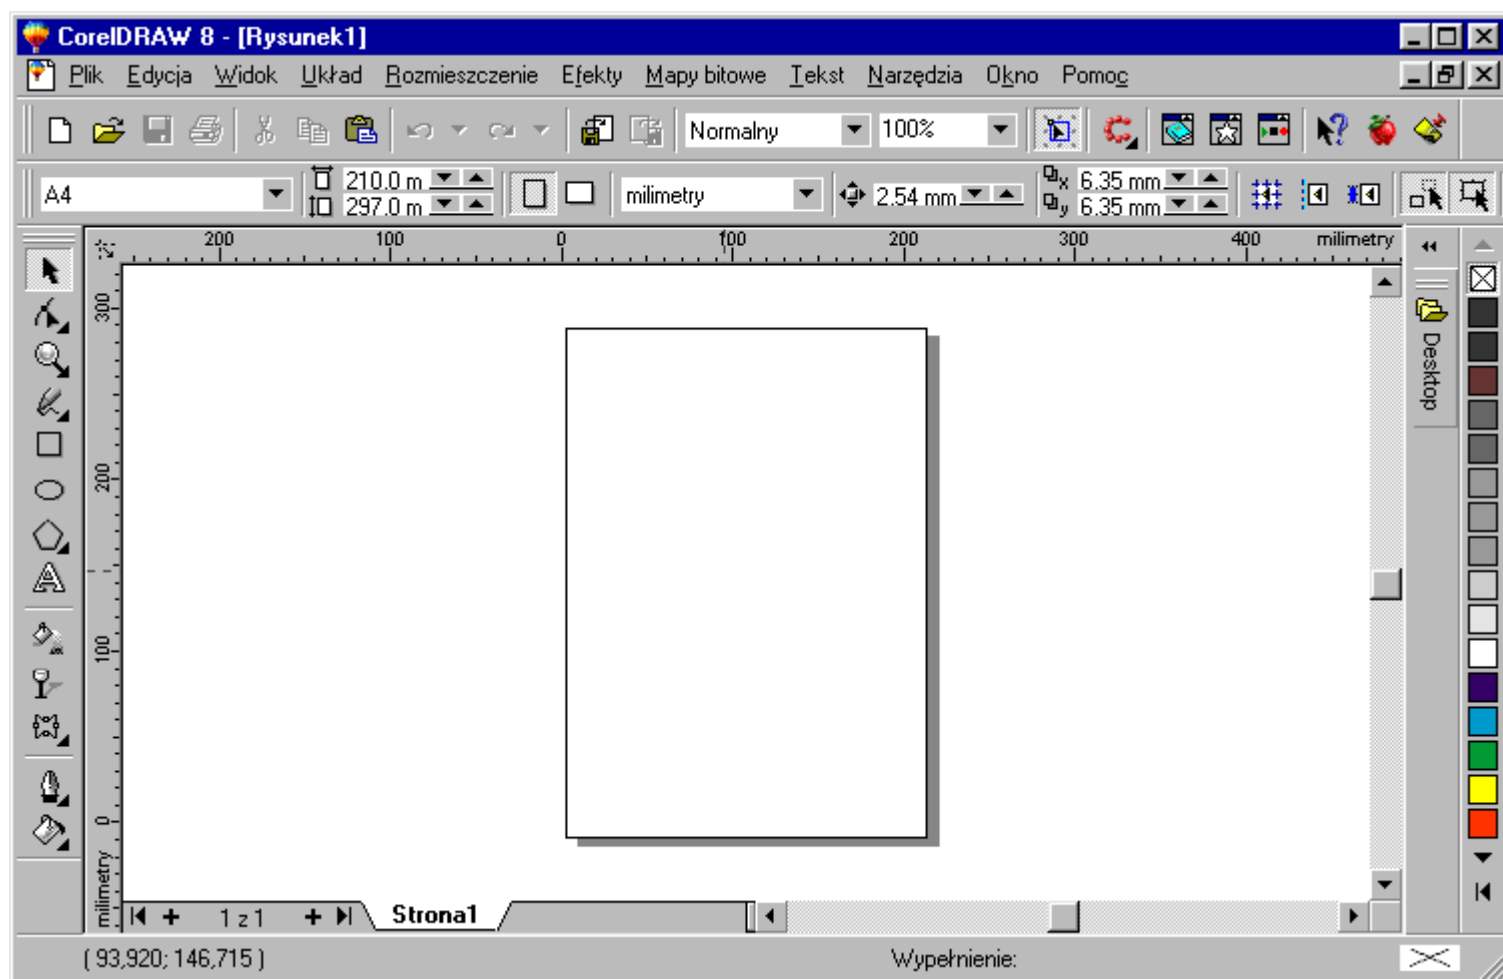 CorelDRAW 8 - [Rysunek1]
Plik Edycja Widok Układ Rozmieszczenie Efekty Mapy bitowe Tekst Narzędzia Okno Pomoc
Normalny 100%
A4 210.0 m 297.0 m milimetry 2.54 mm x 6.35 mm y 6.35 mm
200 100 0 100 200 300 400 milimetry
300
200
100
0
milimetry
Desktop
1 z 1 Strona1
( 93,920; 146,715 ) Wypełnienie: